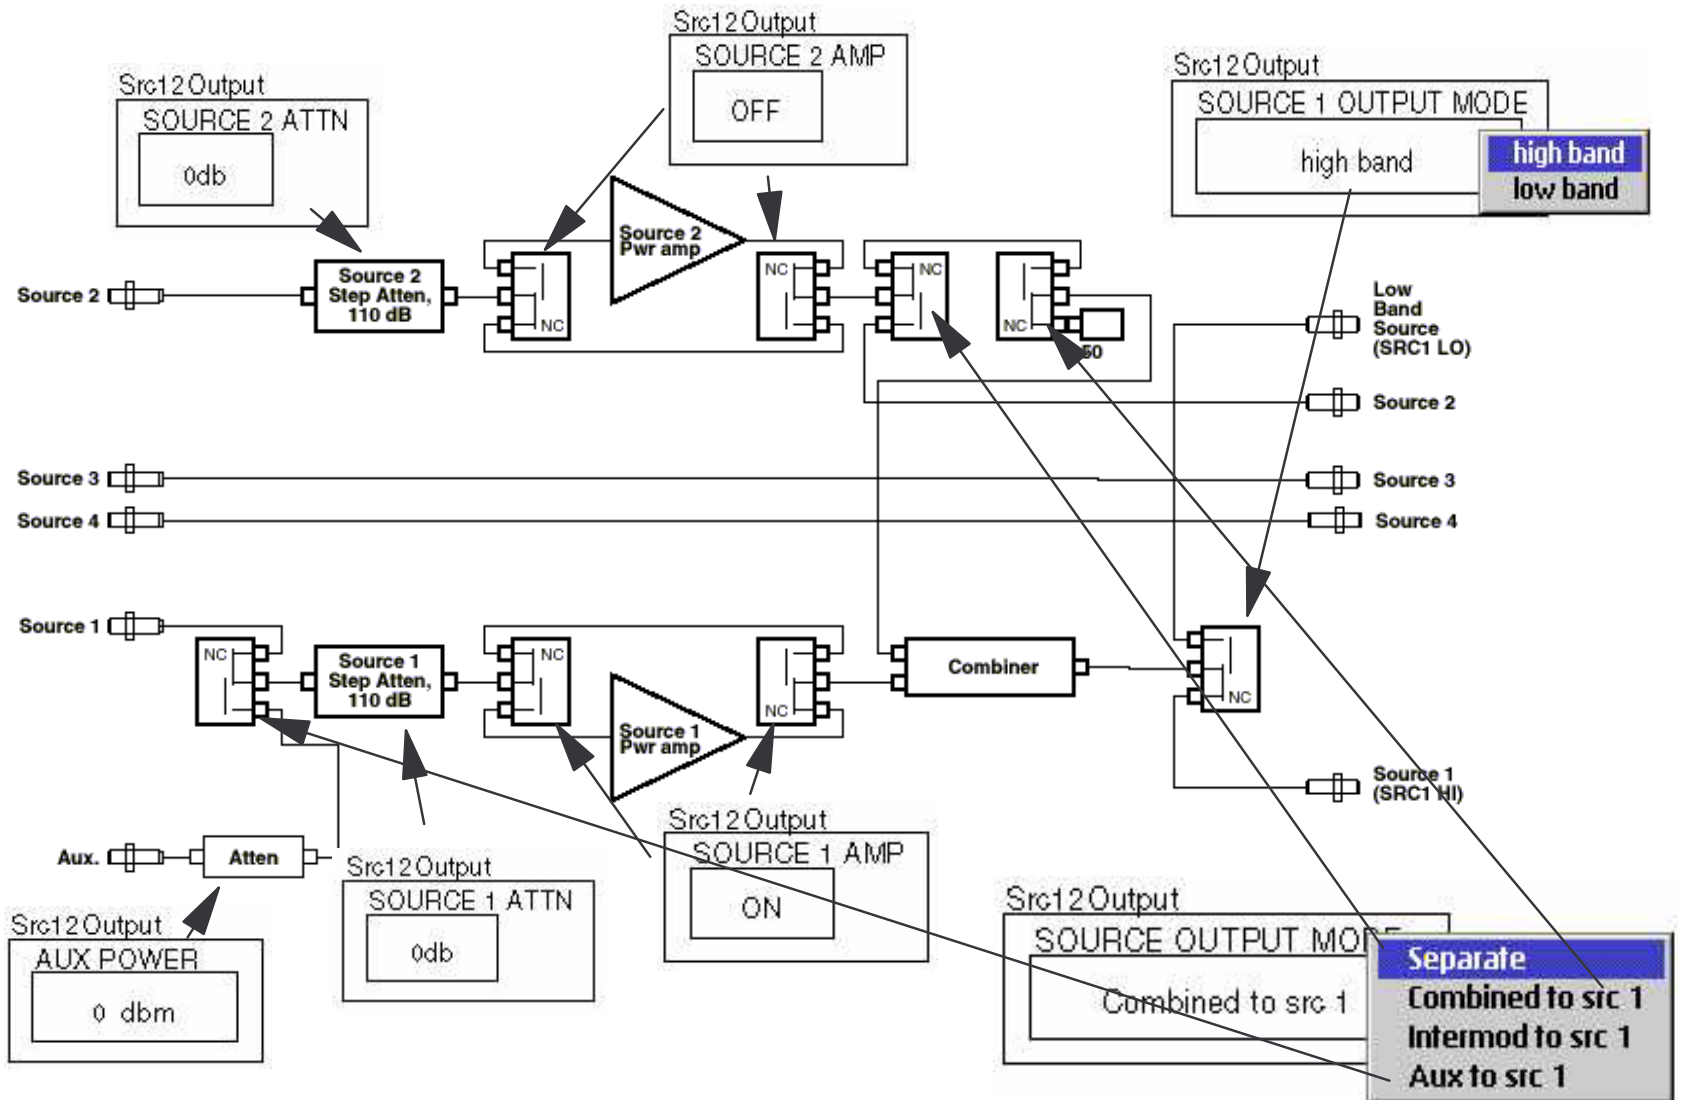 Src12Output
SOURCE 2 AMP
OFF
Src12Output
SOURCE 1 OUTPUT MODE
high band
high band
low band
Src12Output
SOURCE 2 ATTN
0db
Source 2
Source 2
Step Atten,
110 dB
NC
Source 2
Pwr amp
NC
NC
NC
50
Low
Band
Source
(SRC1 LO)
Source 2
Source 3
Source 3
Source 4
Source 4
Source 1
NC
Source 1
Step Atten,
110 dB
NC
Source 1
Pwr amp
NC
Combiner
NC
Source 1
(SRC1 HI)
Aux.
Atten
Src12Output
AUX POWER
0 dbm
Src12Output
SOURCE 1 ATTN
0db
Src12Output
SOURCE 1 AMP
ON
Src12Output
SOURCE OUTPUT MODE
Combined to src 1
Separate
Combined to src 1
Intermod to src 1
Aux to src 1